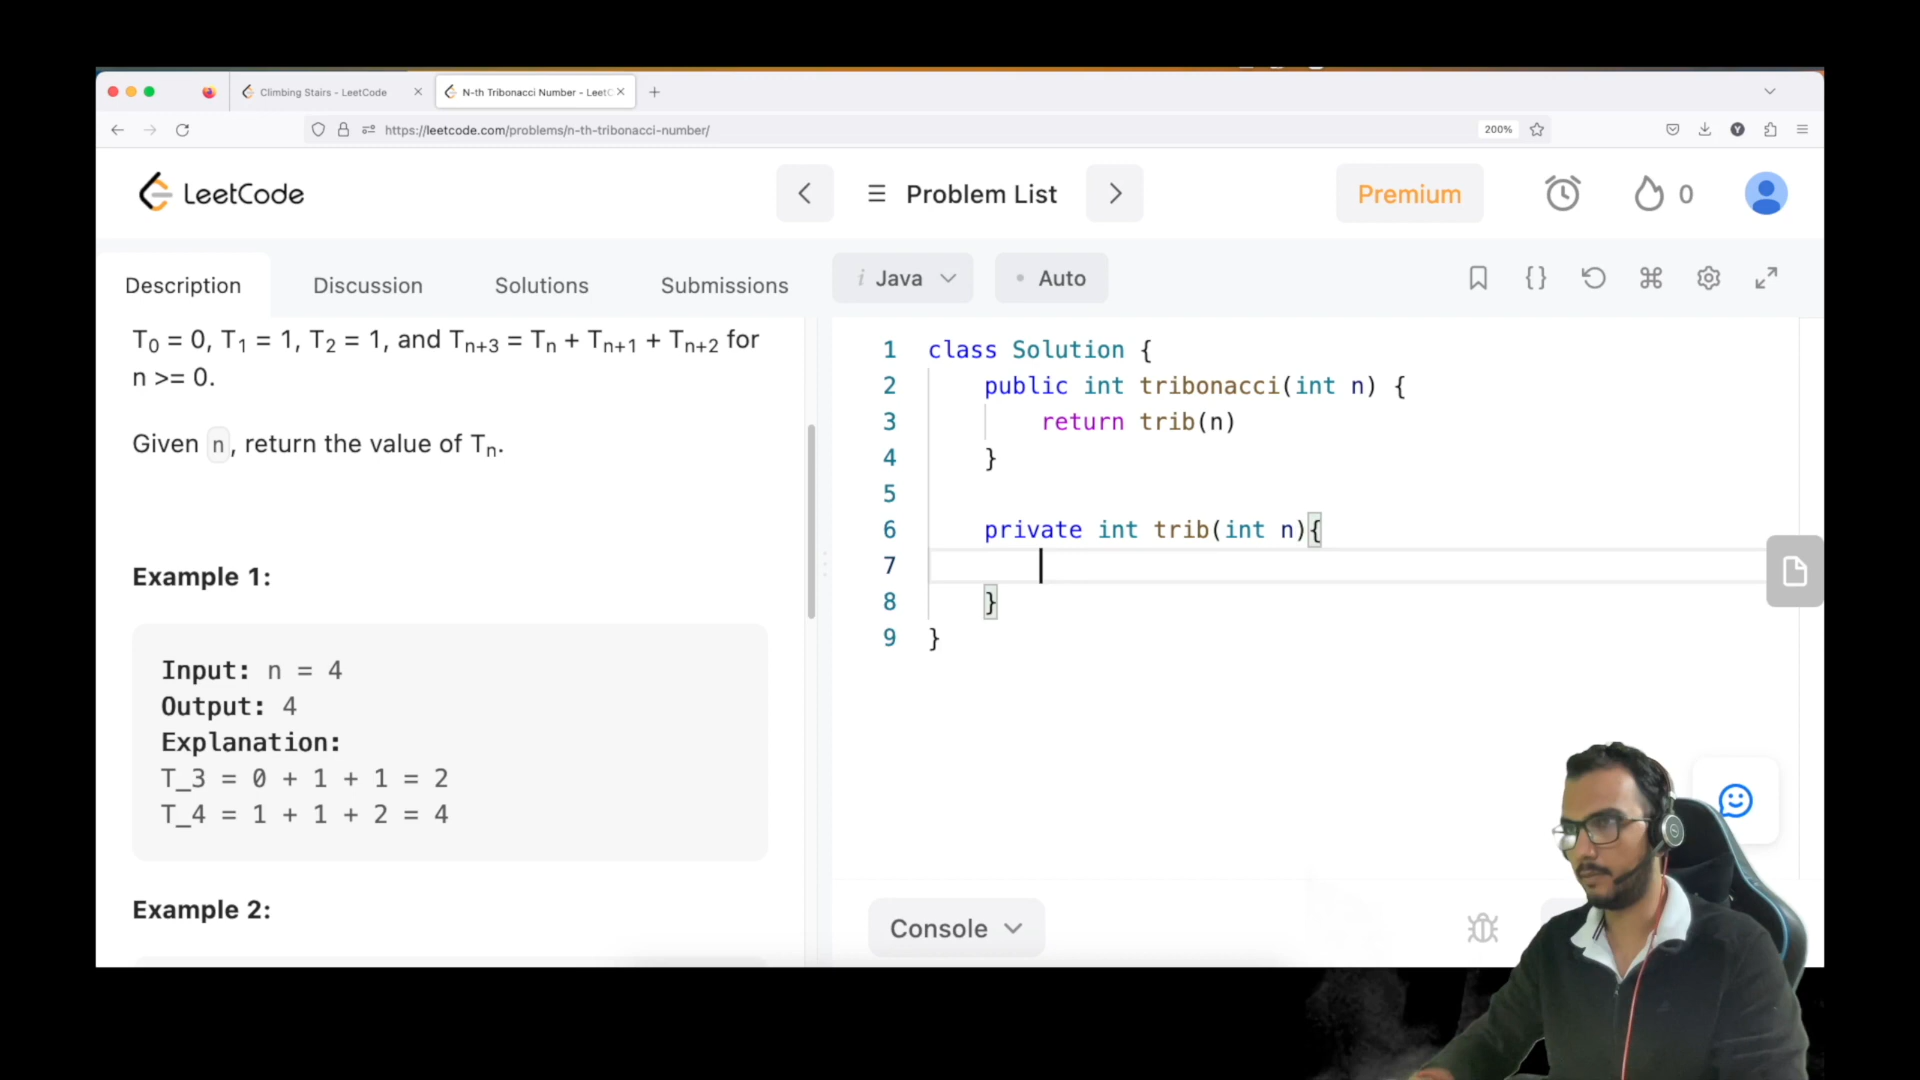 Climbing Stairs - LeetCode
N-th Tribonacci Number - LeetC
https://leetcode.com/problems/n-th-tribonacci-number/
200%
Y
LeetCode
Problem List
Premium
0
Description
Discussion
Solutions
Submissions
i Java
Auto
T0 = 0, T1 = 1, T2 = 1, and Tn+3 = Tn + Tn+1 + Tn+2 for
n >= 0.
Given n, return the value of Tn.
Example 1:
Input: n = 4
Output: 4
Explanation:
T_3 = 0 + 1 + 1 = 2
T_4 = 1 + 1 + 2 = 4
Example 2:
1 class Solution {
2 public int tribonacci(int n) {
3 return trib(n)
4 }
5
6 private int trib(int n){
7
8 }
9 }
Console